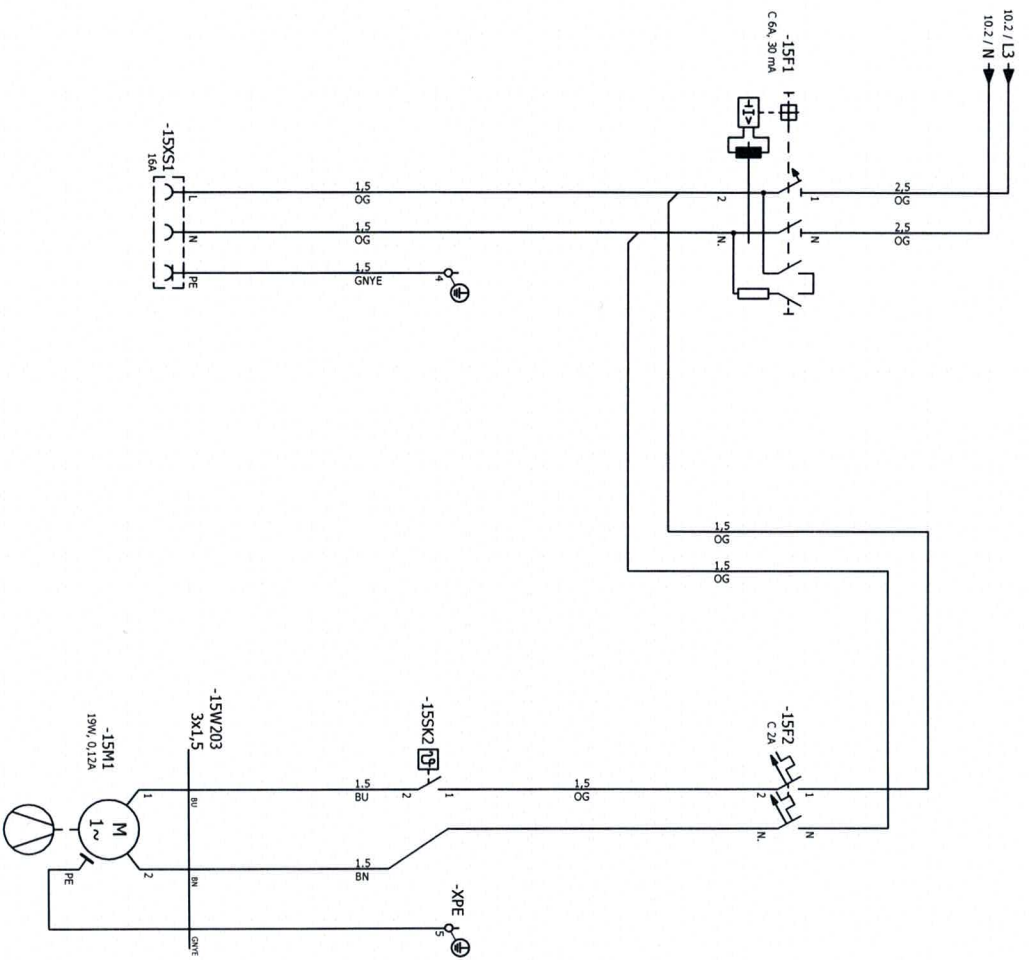 10.2 / L3
10.2 / N
-15F1
C 6A, 30 mA
I>
1
2
N
N.
2,5
OG
2,5
OG
1,5
OG
1,5
OG
1,5
GNYE
4
-15XS1
16A
L
N
PE
1,5
OG
1,5
OG
-15F2
C 2A
1
2
N
N.
1,5
OG
-15SK2
1
2
1,5
BU
1,5
BN
-15W203
3x1,5
BU
BN
GNYE
-15M1
19W, 0,12A
M
1~
1
2
PE
-XPE
5